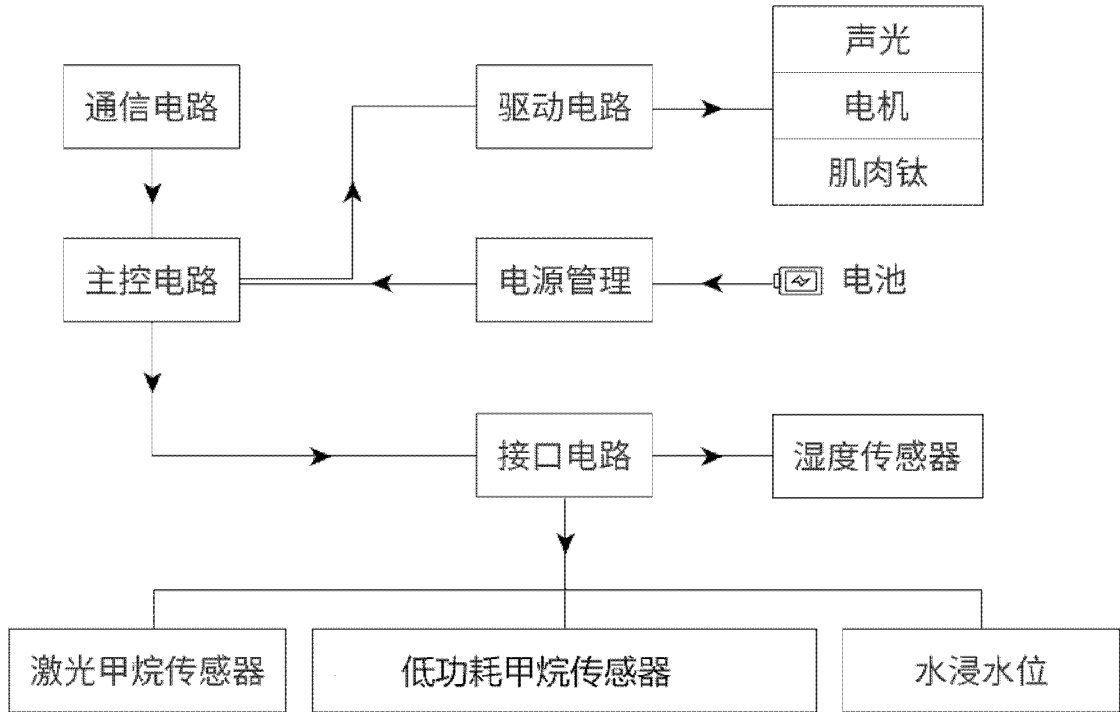 声光
通信电路
驱动电路
电机
肌肉钛
主控电路
电源管理
电池
接口电路
湿度传感器
激光甲烷传感器
低功耗甲烷传感器
水浸水位